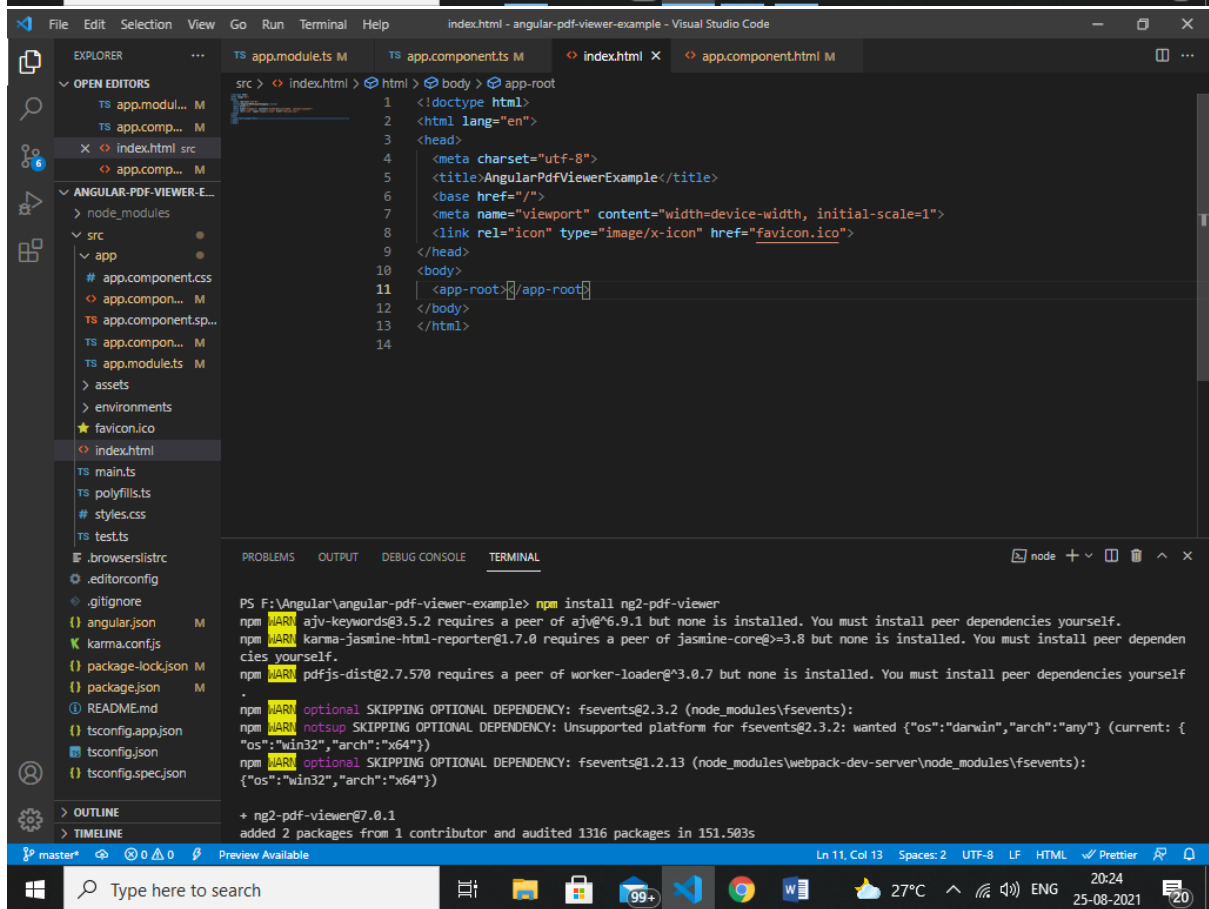 File Edit Selection View Go Run Terminal Help index.html - angular-pdf-viewer-example - Visual Studio Code
EXPLORER
OPEN EDITORS
TS app.modul... M
TS app.comp... M
index.html src
app.comp... M
ANGULAR-PDF-VIEWER-E...
node_modules
src
app
# app.component.css
app.compon... M
TS app.component.sp...
TS app.compon... M
TS app.module.ts M
assets
environments
favicon.ico
index.html
TS main.ts
TS polyfills.ts
# styles.css
TS test.ts
.browserslistrc
.editorconfig
.gitignore
{} angular.json M
K karma.conf.js
{} package-lock.json M
{} package.json M
README.md
{} tsconfig.app.json
tsconfig.json
{} tsconfig.spec.json
OUTLINE
TIMELINE
6
TS app.module.ts M TS app.component.ts M index.html app.component.html M
src > index.html > html > body > app-root
1 <!doctype html>
2 <html lang="en">
3 <head>
4 <meta charset="utf-8">
5 <title>AngularPdfViewerExample</title>
6 <base href="/">
7 <meta name="viewport" content="width=device-width, initial-scale=1">
8 <link rel="icon" type="image/x-icon" href="favicon.ico">
9 </head>
10 <body>
11 <app-root></app-root>
12 </body>
13 </html>
14
PROBLEMS OUTPUT DEBUG CONSOLE TERMINAL node
PS F:\Angular\angular-pdf-viewer-example> npm install ng2-pdf-viewer
npm WARN ajv-keywords@3.5.2 requires a peer of ajv@^6.9.1 but none is installed. You must install peer dependencies yourself.
npm WARN karma-jasmine-html-reporter@1.7.0 requires a peer of jasmine-core@>=3.8 but none is installed. You must install peer dependen
cies yourself.
npm WARN pdfjs-dist@2.7.570 requires a peer of worker-loader@^3.0.7 but none is installed. You must install peer dependencies yourself
.
npm WARN optional SKIPPING OPTIONAL DEPENDENCY: fsevents@2.3.2 (node_modules\fsevents):
npm WARN notsup SKIPPING OPTIONAL DEPENDENCY: Unsupported platform for fsevents@2.3.2: wanted {"os":"darwin","arch":"any"} (current: {
"os":"win32","arch":"x64"})
npm WARN optional SKIPPING OPTIONAL DEPENDENCY: fsevents@1.2.13 (node_modules\webpack-dev-server\node_modules\fsevents):
{"os":"win32","arch":"x64"})
+ ng2-pdf-viewer@7.0.1
added 2 packages from 1 contributor and audited 1316 packages in 151.503s
master* 0 0 Preview Available Ln 11, Col 13 Spaces: 2 UTF-8 LF HTML Prettier
Type here to search 99+ W 27°C ENG 20:24
25-08-2021 20